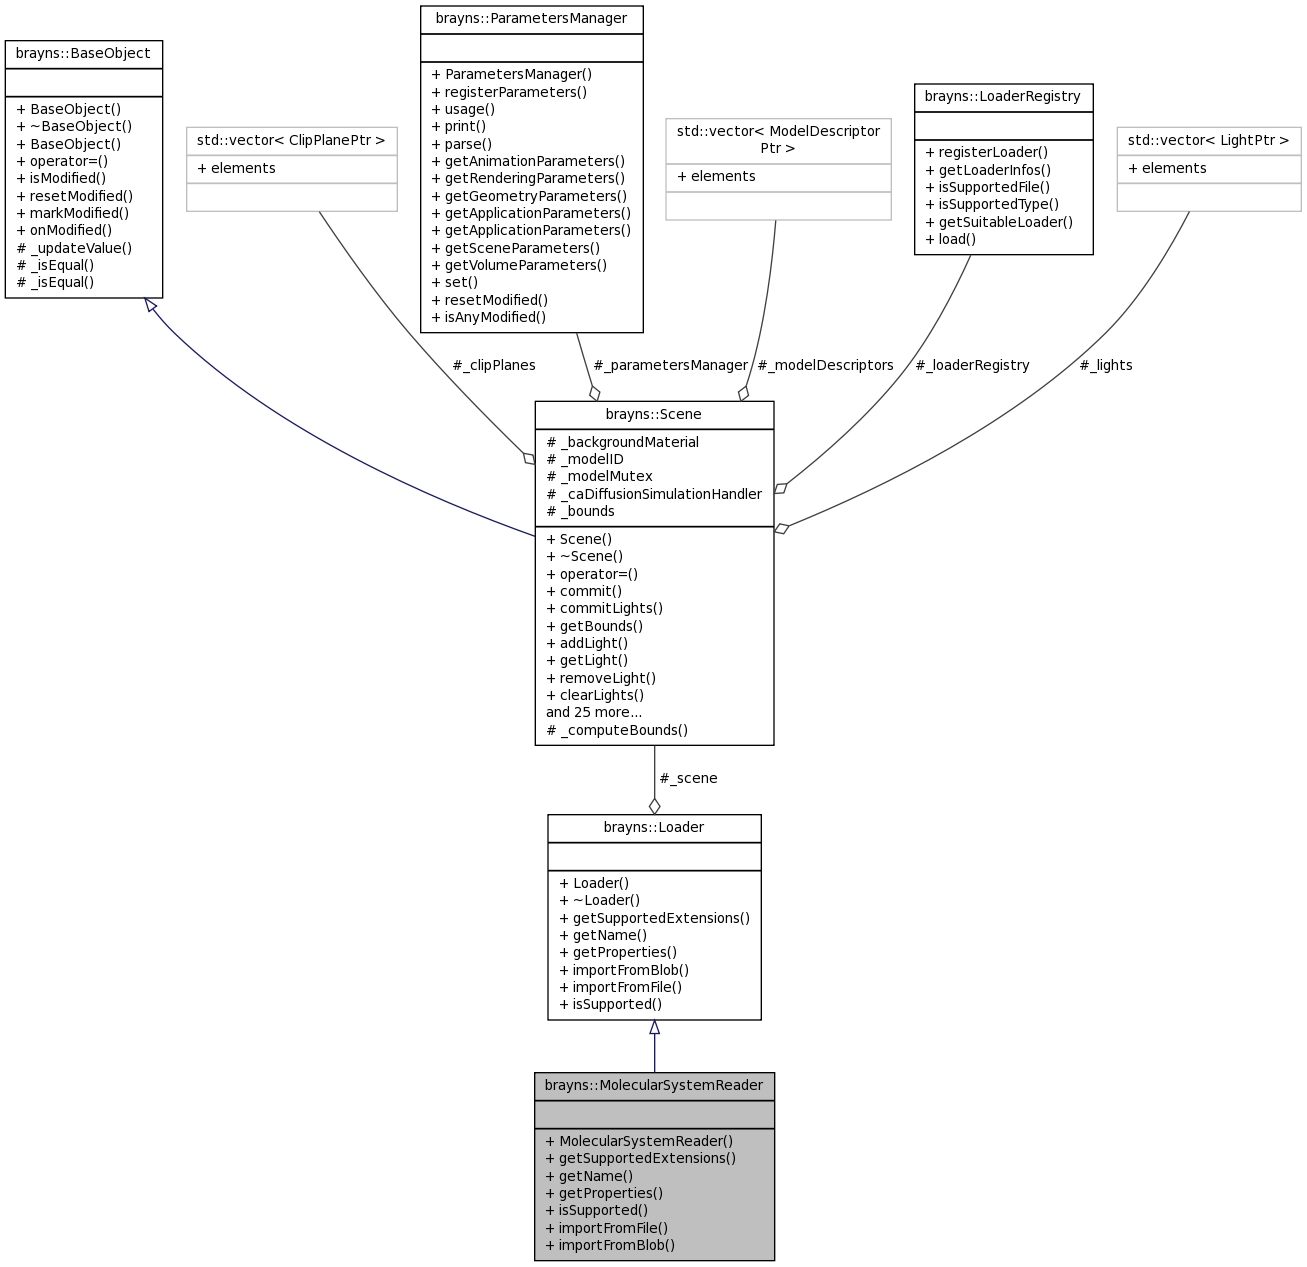 brayns::ParametersManager
+ ParametersManager()
+ registerParameters()
+ usage()
+ print()
+ parse()
+ getAnimationParameters()
+ getRenderingParameters()
+ getGeometryParameters()
+ getApplicationParameters()
+ getApplicationParameters()
+ getSceneParameters()
+ getVolumeParameters()
+ set()
+ resetModified()
+ isAnyModified()
brayns::BaseObject
+ BaseObject()
+ ~BaseObject()
+ BaseObject()
+ operator=()
+ isModified()
+ resetModified()
+ markModified()
+ onModified()
# _updateValue()
# _isEqual()
# _isEqual()
std::vector< ClipPlanePtr >
+ elements
std::vector< ModelDescriptor
Ptr >
+ elements
brayns::LoaderRegistry
+ registerLoader()
+ getLoaderInfos()
+ isSupportedFile()
+ isSupportedType()
+ getSuitableLoader()
+ load()
std::vector< LightPtr >
+ elements
#_clipPlanes
#_parametersManager
#_modelDescriptors
#_loaderRegistry
#_lights
brayns::Scene
# _backgroundMaterial
# _modelID
# _modelMutex
# _caDiffusionSimulationHandler
# _bounds
+ Scene()
+ ~Scene()
+ operator=()
+ commit()
+ commitLights()
+ getBounds()
+ addLight()
+ getLight()
+ removeLight()
+ clearLights()
and 25 more...
# _computeBounds()
#_scene
brayns::Loader
+ Loader()
+ ~Loader()
+ getSupportedExtensions()
+ getName()
+ getProperties()
+ importFromBlob()
+ importFromFile()
+ isSupported()
brayns::MolecularSystemReader
+ MolecularSystemReader()
+ getSupportedExtensions()
+ getName()
+ getProperties()
+ isSupported()
+ importFromFile()
+ importFromBlob()